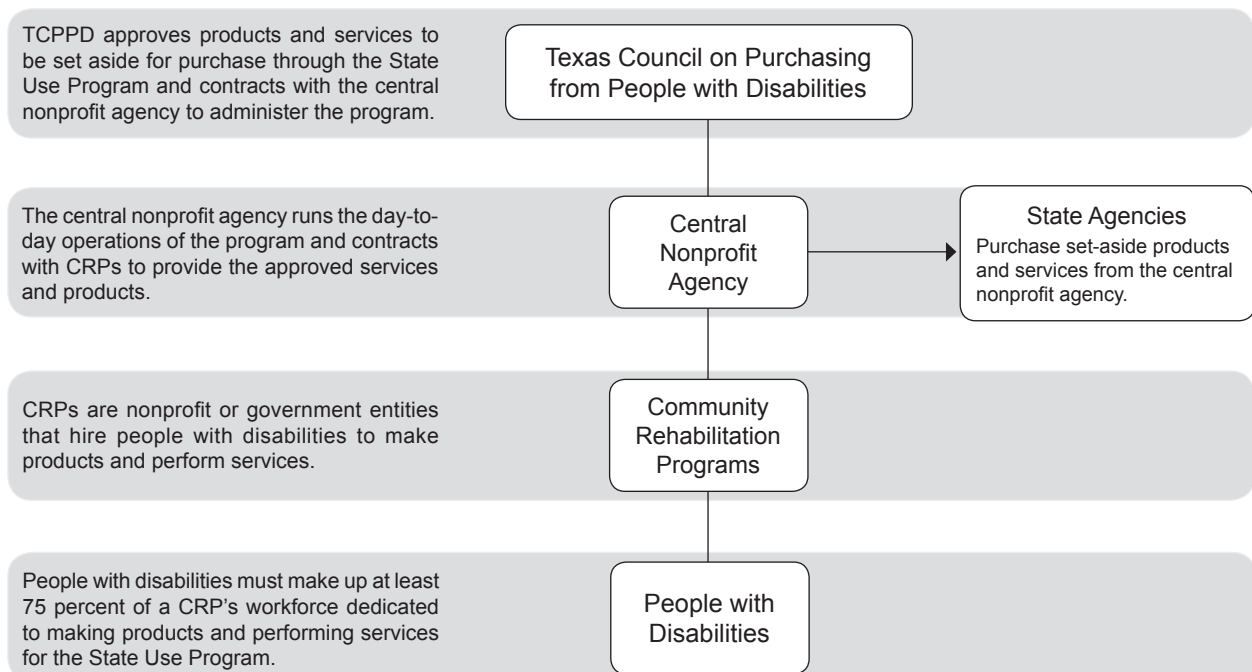 TCPPD approves products and services to
be set aside for purchase through the State
Use Program and contracts with the central
nonprofit agency to administer the program.
Texas Council on Purchasing
from People with Disabilities
The central nonprofit agency runs the day-to-
day operations of the program and contracts
with CRPs to provide the approved services
and products.
Central
Nonprofit
Agency
State Agencies
Purchase set-aside products
and services from the central
nonprofit agency.
CRPs are nonprofit or government entities
that hire people with disabilities to make
products and perform services.
Community
Rehabilitation
Programs
People with disabilities must make up at least
75 percent of a CRP's workforce dedicated
to making products and performing services
for the State Use Program.
People with
Disabilities